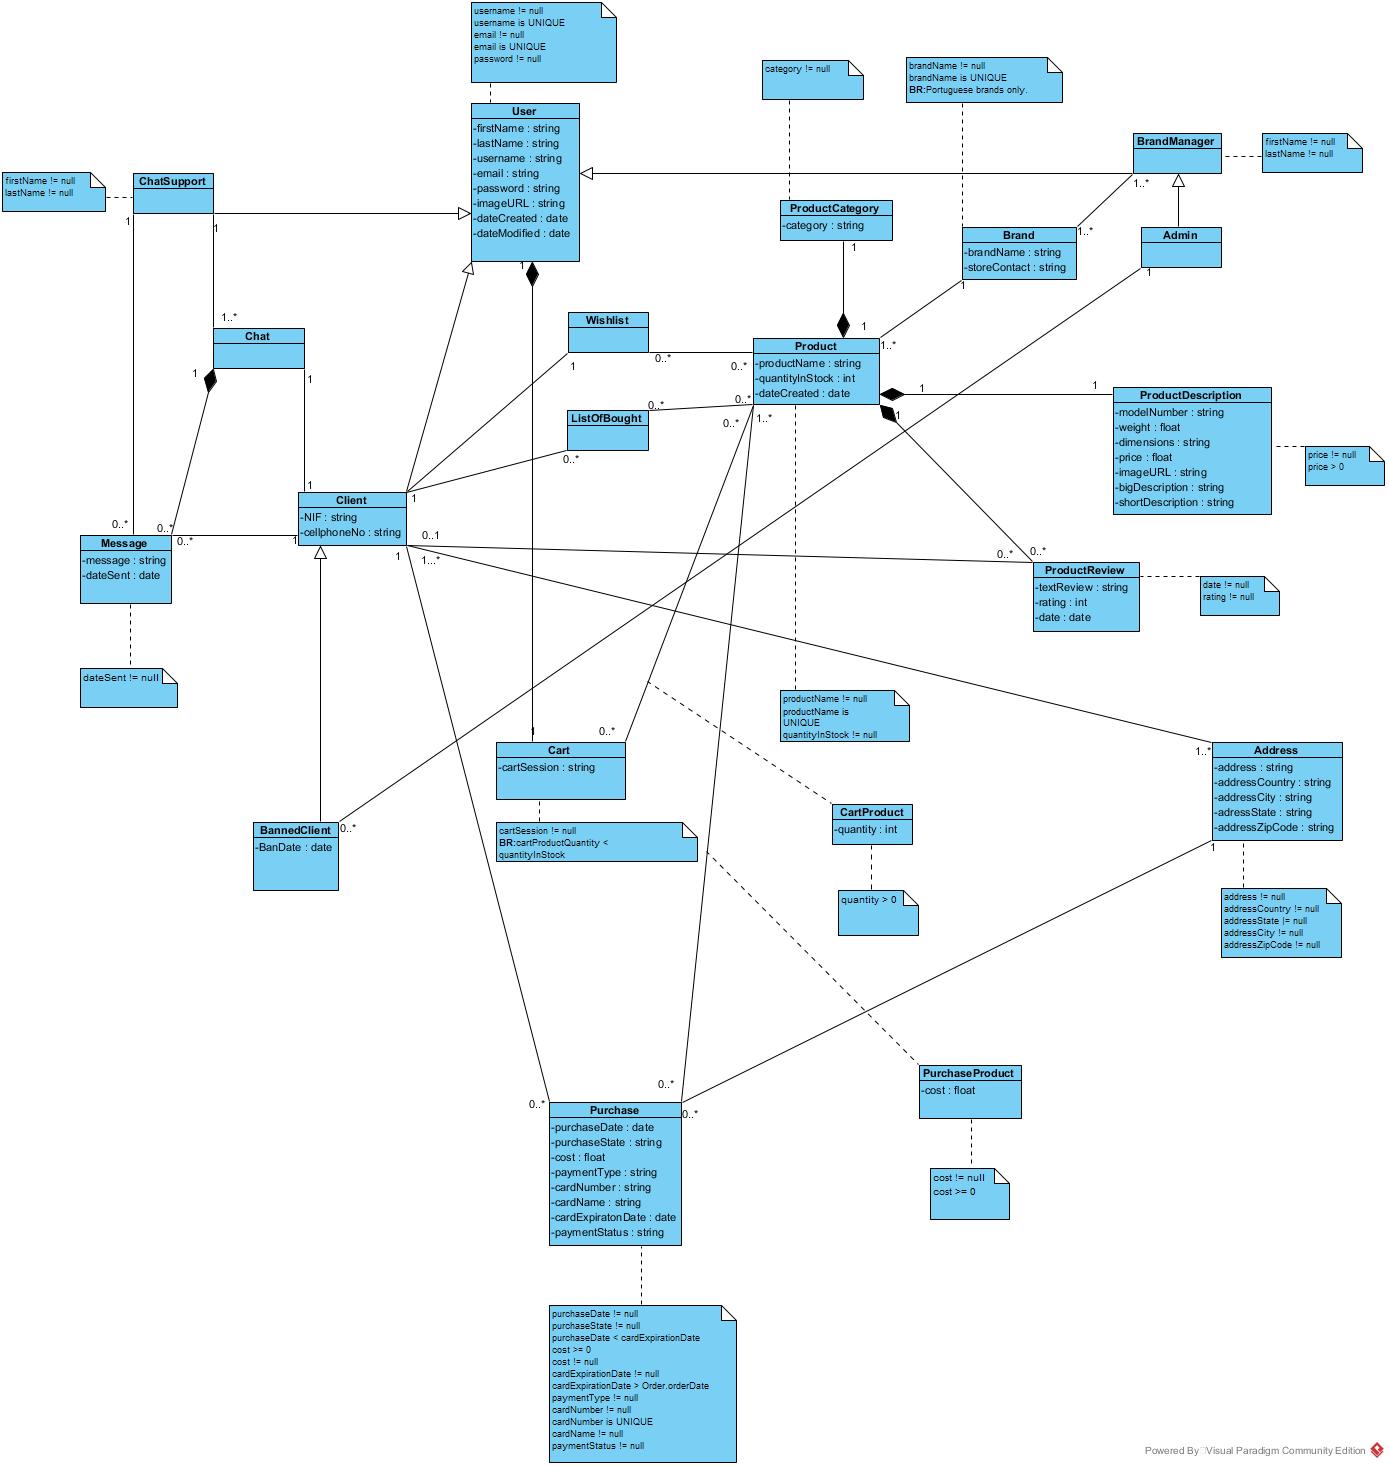 username != null
username is UNIQUE
email != null
email is UNIQUE
password != null
category != null
brandName != null
brandName is UNIQUE
BR:Portuguese brands only.
User
-firstName : string
-lastName : string
-username : string
-email : string
-password : string
-imageURL : string
-dateCreated : date
-dateModified : date
1
BrandManager
1..*
firstName != null
lastName != null
firstName != null
lastName != null
ChatSupport
1
1
ProductCategory
-category : string
1
Brand
-brandName : string
-storeContact : string
1..*
1
Admin
1
1..*
Chat
1
1
Wishlist
1
0..*
0..*
1
Product
-productName : string
-quantityInStock : int
-dateCreated : date
1..*
1
1
1
0..*
0..*
0..*
1..*
ListOfBought
0..*
ProductDescription
-modelNumber : string
-weight : float
-dimensions : string
-price : float
-imageURL : string
-bigDescription : string
-shortDescription : string
price != null
price > 0
1
1
Client
-NIF : string
-cellphoneNo : string
1
1
0..1
1...*
0..*
0..*
0..*
Message
-message : string
-dateSent : date
0..*
0..*
ProductReview
-textReview : string
-rating : int
-date : date
date != null
rating != null
dateSent != null
productName != null
productName is
UNIQUE
quantityInStock != null
1
0..*
Cart
-cartSession : string
1..*
Address
-address : string
-addressCountry : string
-addressCity : string
-adressState : string
-addressZipCode : string
1
CartProduct
-quantity : int
BannedClient
-BanDate : date
0..*
cartSession != null
BR:cartProductQuantity <
quantityInStock
quantity > 0
address != null
addressCountry != null
addressState != null
addressCity != null
addressZipCode != null
PurchaseProduct
-cost : float
0..*
0..*
0..*
Purchase
-purchaseDate : date
-purchaseState : string
-cost : float
-paymentType : string
-cardNumber : string
-cardName : string
-cardExpiratonDate : date
-paymentStatus : string
cost != null
cost >= 0
purchaseDate != null
purchaseState != null
purchaseDate < cardExpirationDate
cost >= 0
cost != null
cardExpirationDate != null
cardExpirationDate > Order.orderDate
paymentType != null
cardNumber != null
cardNumber is UNIQUE
cardName != null
paymentStatus != null
Powered By Visual Paradigm Community Edition